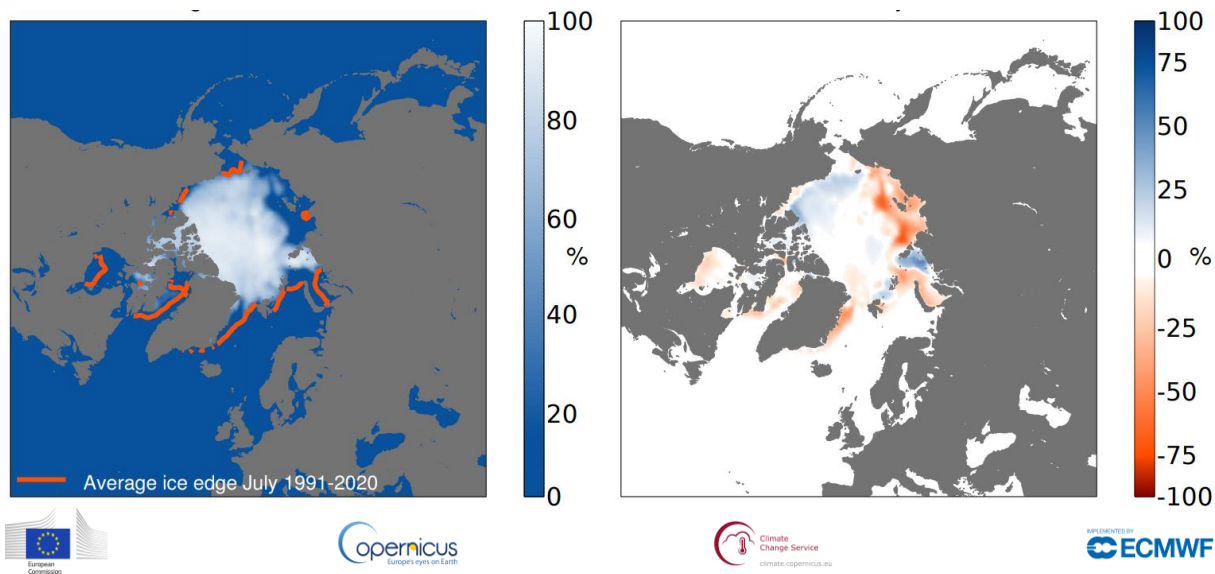 100
80
60
%
40
20
0
Average ice edge July 1991-2020
100
75
50
25
0
%
-25
-50
-75
-100
European
Commission
opernicus
Europe's eyes on Earth
Climate
Change Service
climate.copernicus.eu
IMPLEMENTED BY
ECMWF